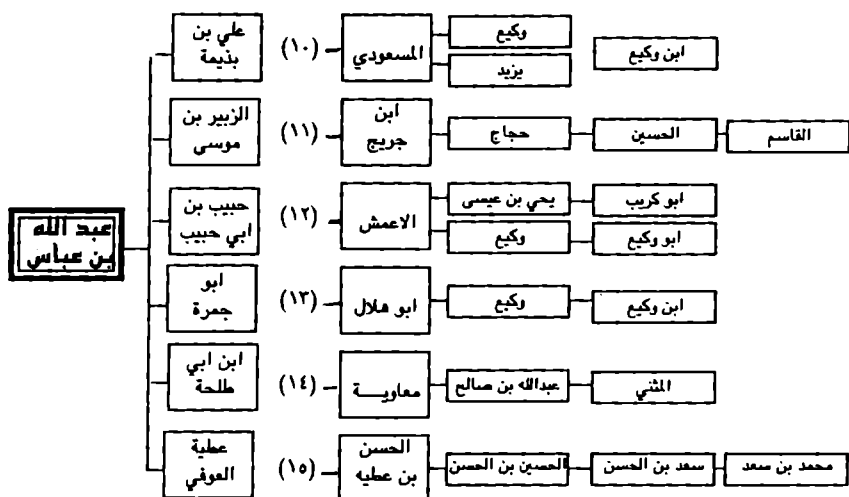 عبد الله
بن عباس
علي بن
بذيمة
(١٠)
المسعودي
وكيع
يزيد
ابن وكيع
الزبير بن
موسى
(١١)
ابن
جريج
حجاج
الحسين
القاسم
حبيب بن
ابي حبيب
(١٢)
الاعمش
يحي بن عيسى
ابو كريب
وكيع
ابو وكيع
ابو
جمرة
(١٣)
ابو هلال
وكيع
ابن وكيع
ابن ابي
طلحة
(١٤)
معاويــــة
عبدالله بن صالح
المثني
عطية
العوفي
(١٥)
الحسن
بن عطيه
الحسين بن الحسن
سعد بن الحسن
محمد بن سعد